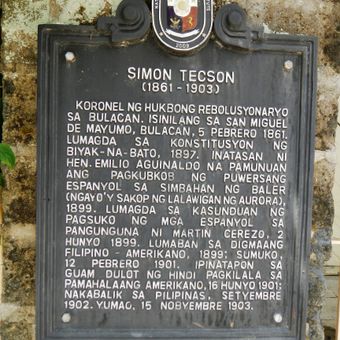 2003
SIMON TECSON
(1861 - 1903)
KORONEL NG HUKBONG REBOLUSYONARYO
SA BULACAN. ISINILANG SA SAN MIGUEL
DE MAYUMO, BULACAN, 5 PEBRERO 1861.
LUMAGDA SA KONSTITUSYON NG
BIYAK-NA-BATO, 1897. INATASAN NI
HEN. EMILIO AGUINALDO NA PAMUNUAN
ANG PAGKUBKOB NG PUWERSANG
ESPANYOL SA SIMBAHAN NG BALER
(NGAYO'Y SAKOP NG LALAWIGAN NG AURORA),
1899. LUMAGDA SA KASUNDUAN NG
PAGSUKO NG MGA ESPANYOL SA
PANGUNGUNA NI MARTIN CEREZO, 2
HUNYO 1899. LUMABAN SA DIGMAANG
FILIPINO - AMERIKANO, 1899; SUMUKO,
12 PEBRERO 1901. IPINATAPON SA
GUAM DULOT NG HINDI PAGKILALA SA
PAMAHALAANG AMERIKANO, 16 HUNYO 1901;
NAKABALIK SA PILIPINAS, SETYEMBRE
1902. YUMAO, 15 NOBYEMBRE 1903.